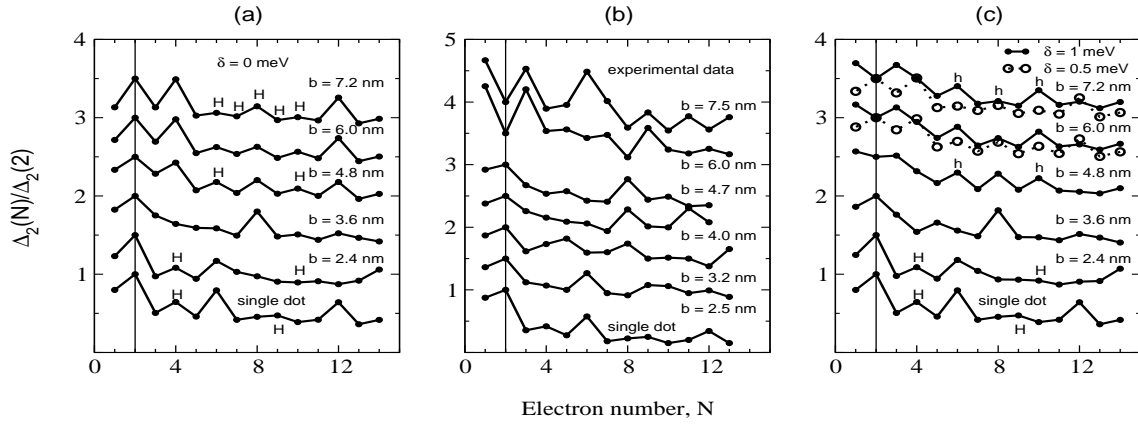 (a)
(b)
(c)
Δ₂(N)/Δ₂(2)
4
3
2
1
0
4
8
12
δ = 0 meV
H
H
H
H
H
b = 7.2 nm
b = 6.0 nm
H
H
b = 4.8 nm
b = 3.6 nm
H
H
b = 2.4 nm
H
H
single dot
5
4
3
2
1
0
4
8
12
experimental data
b = 7.5 nm
b = 6.0 nm
b = 4.7 nm
b = 4.0 nm
b = 3.2 nm
b = 2.5 nm
single dot
4
3
2
1
0
4
8
12
δ = 1 meV
δ = 0.5 meV
h
h
h
b = 7.2 nm
b = 6.0 nm
h
h
b = 4.8 nm
b = 3.6 nm
H
H
b = 2.4 nm
H
H
single dot
Electron number, N